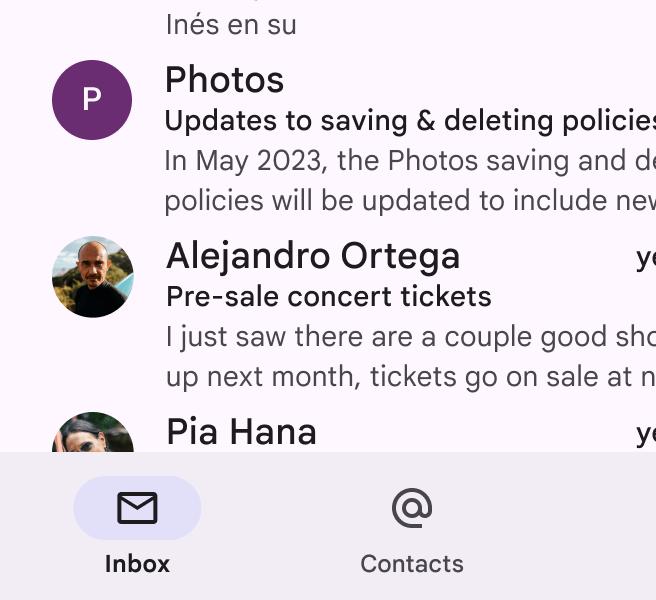 Inés en su
P
Photos
Updates to saving & deleting policies
In May 2023, the Photos saving and de
policies will be updated to include new
Alejandro Ortega
ye
Pre-sale concert tickets
I just saw there are a couple good sho
up next month, tickets go on sale at n
Pia Hana
ye
Inbox
Contacts